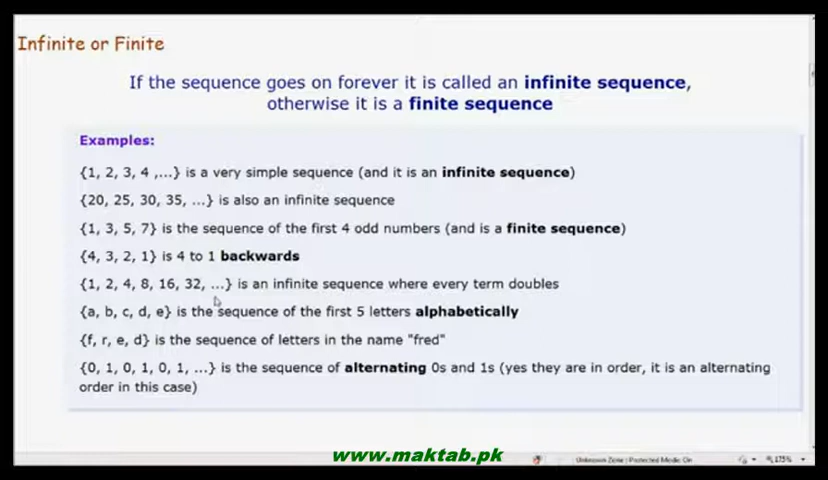 Infinite or Finite
If the sequence goes on forever it is called an infinite sequence,
otherwise it is a finite sequence
Examples:
{1, 2, 3, 4 ,...} is a very simple sequence (and it is an infinite sequence)
{20, 25, 30, 35, ...} is also an infinite sequence
{1, 3, 5, 7} is the sequence of the first 4 odd numbers (and is a finite sequence)
{4, 3, 2, 1} is 4 to 1 backwards
{1, 2, 4, 8, 16, 32, ...} is an infinite sequence where every term doubles
{a, b, c, d, e} is the sequence of the first 5 letters alphabetically
{f, r, e, d} is the sequence of letters in the name "fred"
{0, 1, 0, 1, 0, 1, ...} is the sequence of alternating 0s and 1s (yes they are in order, it is an alternating
order in this case)
www.maktab.pk
Unknown Zone | Protected Mode: On
175%